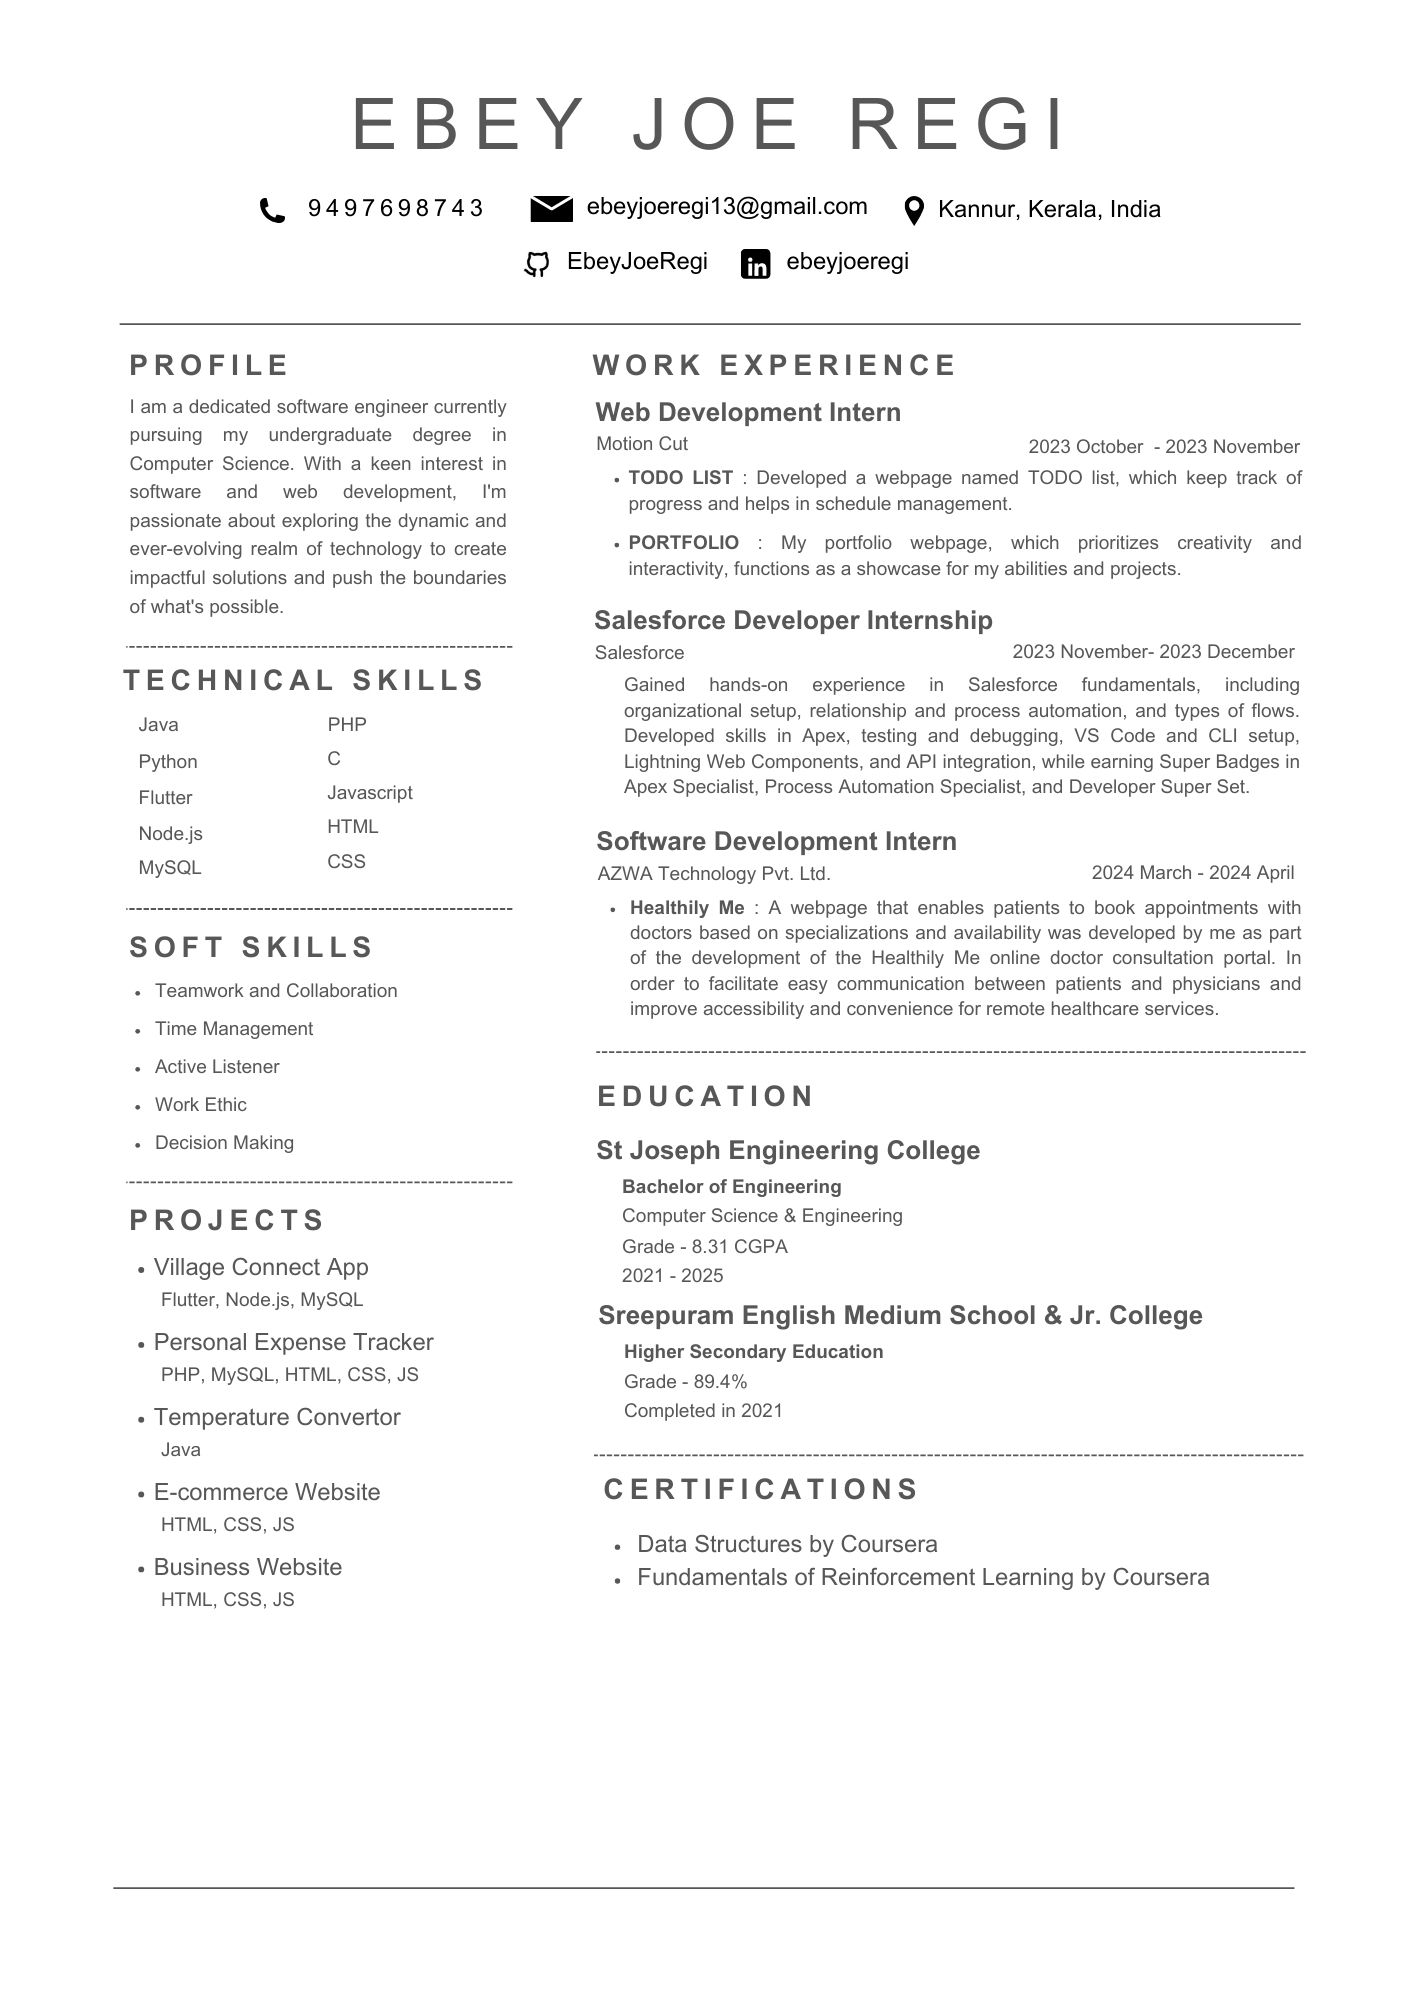 EBEY JOE REGI
9497698743
ebeyjoeregi13@gmail.com
Kannur, Kerala, India
EbeyJoeRegi
ebeyjoeregi
PROFILE
I am a dedicated software engineer currently
pursuing my undergraduate degree in
Computer Science. With a keen interest in
software and web development, I'm
passionate about exploring the dynamic and
ever-evolving realm of technology to create
impactful solutions and push the boundaries
of what's possible.
TECHNICAL SKILLS
Java
Python
Flutter
Node.js
MySQL
PHP
C
Javascript
HTML
CSS
SOFT SKILLS
• Teamwork and Collaboration
• Time Management
• Active Listener
• Work Ethic
• Decision Making
PROJECTS
• Village Connect App
Flutter, Node.js, MySQL
• Personal Expense Tracker
PHP, MySQL, HTML, CSS, JS
• Temperature Convertor
Java
• E-commerce Website
HTML, CSS, JS
• Business Website
HTML, CSS, JS
WORK EXPERIENCE
Web Development Intern
Motion Cut 2023 October - 2023 November
• TODO LIST : Developed a webpage named TODO list, which keep track of
progress and helps in schedule management.
• PORTFOLIO : My portfolio webpage, which prioritizes creativity and
interactivity, functions as a showcase for my abilities and projects.
Salesforce Developer Internship
Salesforce 2023 November- 2023 December
Gained hands-on experience in Salesforce fundamentals, including
organizational setup, relationship and process automation, and types of flows.
Developed skills in Apex, testing and debugging, VS Code and CLI setup,
Lightning Web Components, and API integration, while earning Super Badges in
Apex Specialist, Process Automation Specialist, and Developer Super Set.
Software Development Intern
AZWA Technology Pvt. Ltd. 2024 March - 2024 April
• Healthily Me : A webpage that enables patients to book appointments with
doctors based on specializations and availability was developed by me as part
of the development of the Healthily Me online doctor consultation portal. In
order to facilitate easy communication between patients and physicians and
improve accessibility and convenience for remote healthcare services.
EDUCATION
St Joseph Engineering College
Bachelor of Engineering
Computer Science & Engineering
Grade - 8.31 CGPA
2021 - 2025
Sreepuram English Medium School & Jr. College
Higher Secondary Education
Grade - 89.4%
Completed in 2021
CERTIFICATIONS
• Data Structures by Coursera
• Fundamentals of Reinforcement Learning by Coursera